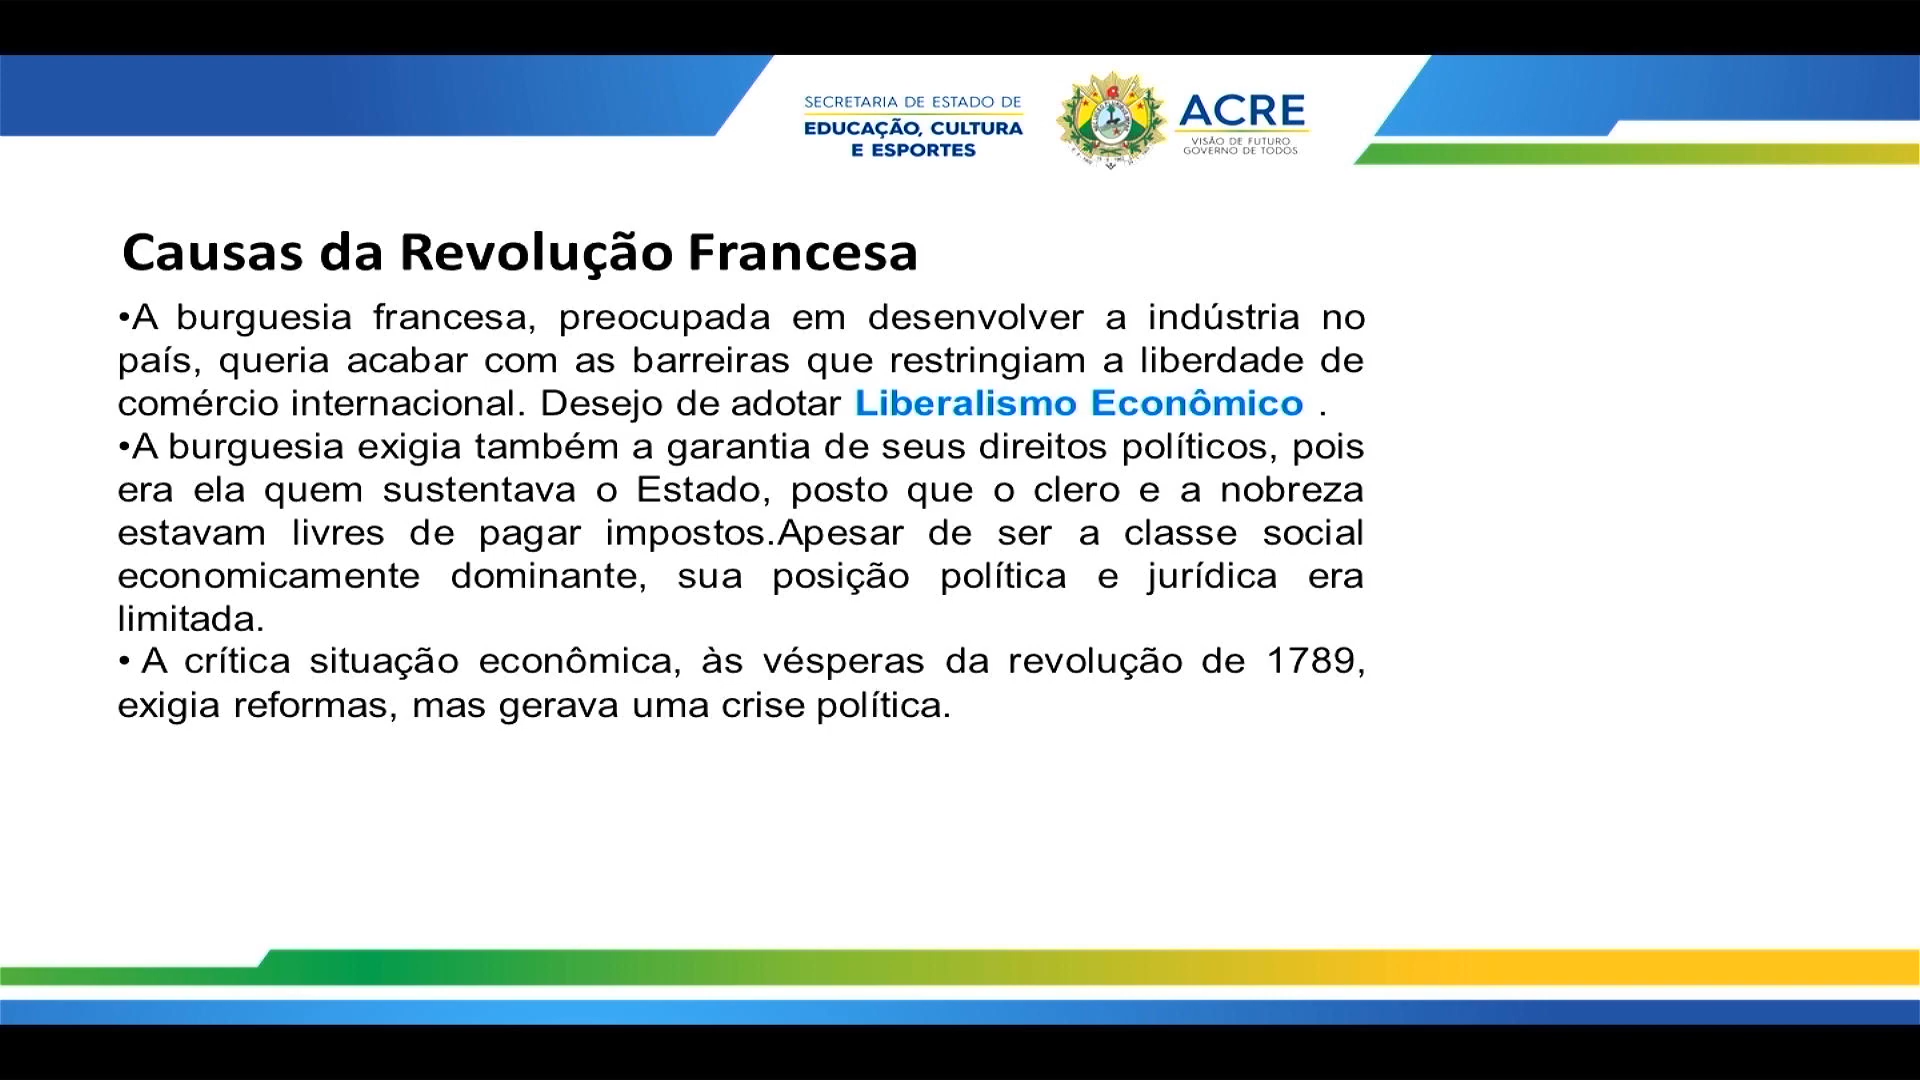 SECRETARIA DE ESTADO DE
EDUCAÇÃO, CULTURA
E ESPORTES
ACRE
VISÃO DE FUTURO
GOVERNO DE TODOS
Causas da Revolução Francesa
•A burguesia francesa, preocupada em desenvolver a indústria no
país, queria acabar com as barreiras que restringiam a liberdade de
comércio internacional. Desejo de adotar Liberalismo Econômico .
•A burguesia exigia também a garantia de seus direitos políticos, pois
era ela quem sustentava o Estado, posto que o clero e a nobreza
estavam livres de pagar impostos.Apesar de ser a classe social
economicamente dominante, sua posição política e jurídica era
limitada.
• A crítica situação econômica, às vésperas da revolução de 1789,
exigia reformas, mas gerava uma crise política.